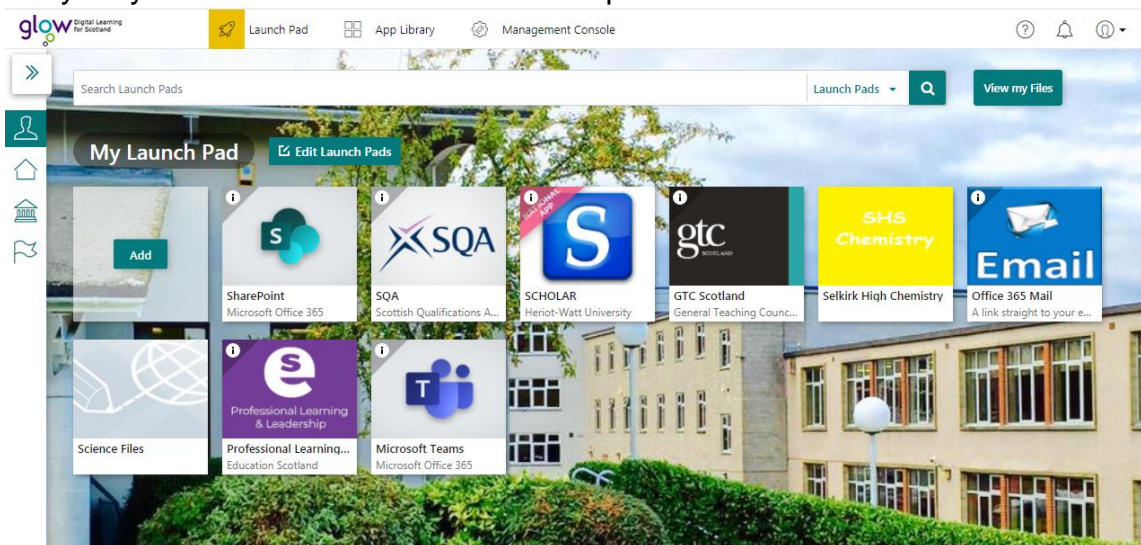 glow Digital Learning
for Scotland
Launch Pad
App Library
Management Console
Search Launch Pads
Launch Pads
View my Files
My Launch Pad
Edit Launch Pads
Add
S
SharePoint
Microsoft Office 365
SQA
SQA
Scottish Qualifications A...
NATIONAL
APP
S
SCHOLAR
Heriot-Watt University
gtc
SCOTLAND
GTC Scotland
General Teaching Counc...
SHS
Chemistry
Selkirk High Chemistry
Email
Office 365 Mail
A link straight to your e...
Science Files
Professional Learning
& Leadership
Professional Learning...
Education Scotland
T
Microsoft Teams
Microsoft Office 365